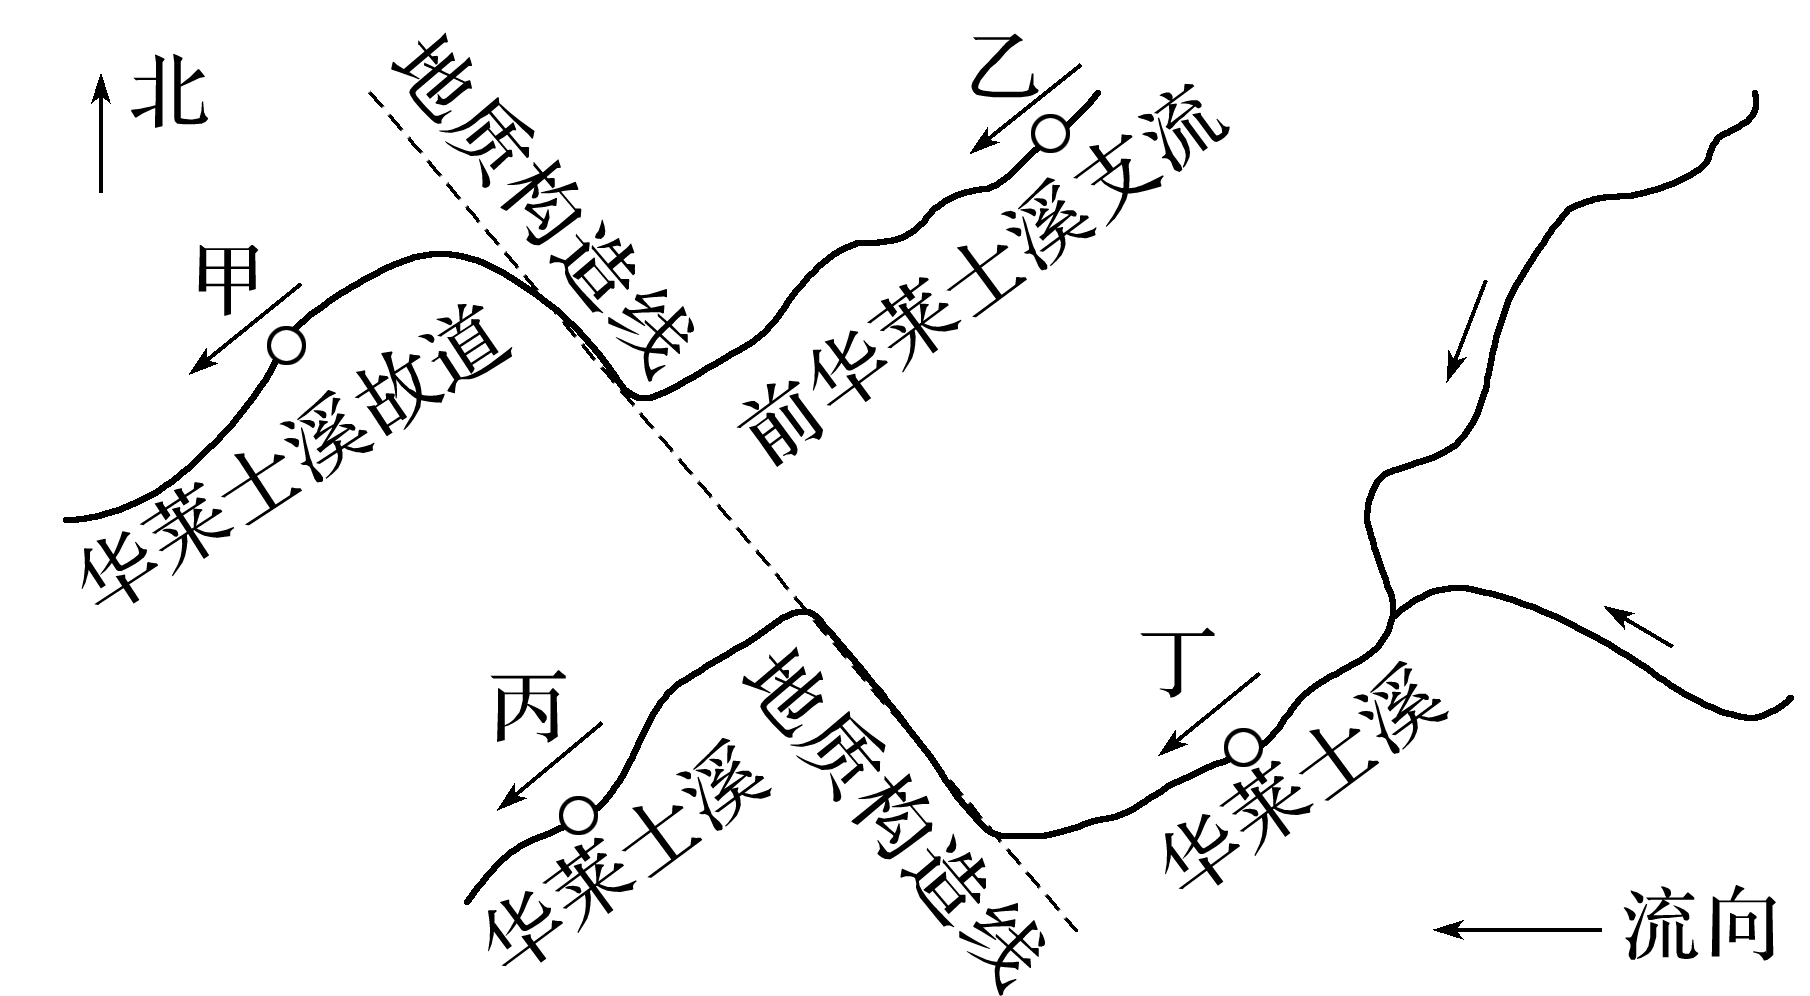 北
地质构造线
乙
前华莱士溪支流
甲
华莱士溪故道
丙
华莱士溪
地质构造线
丁
华莱士溪
流向